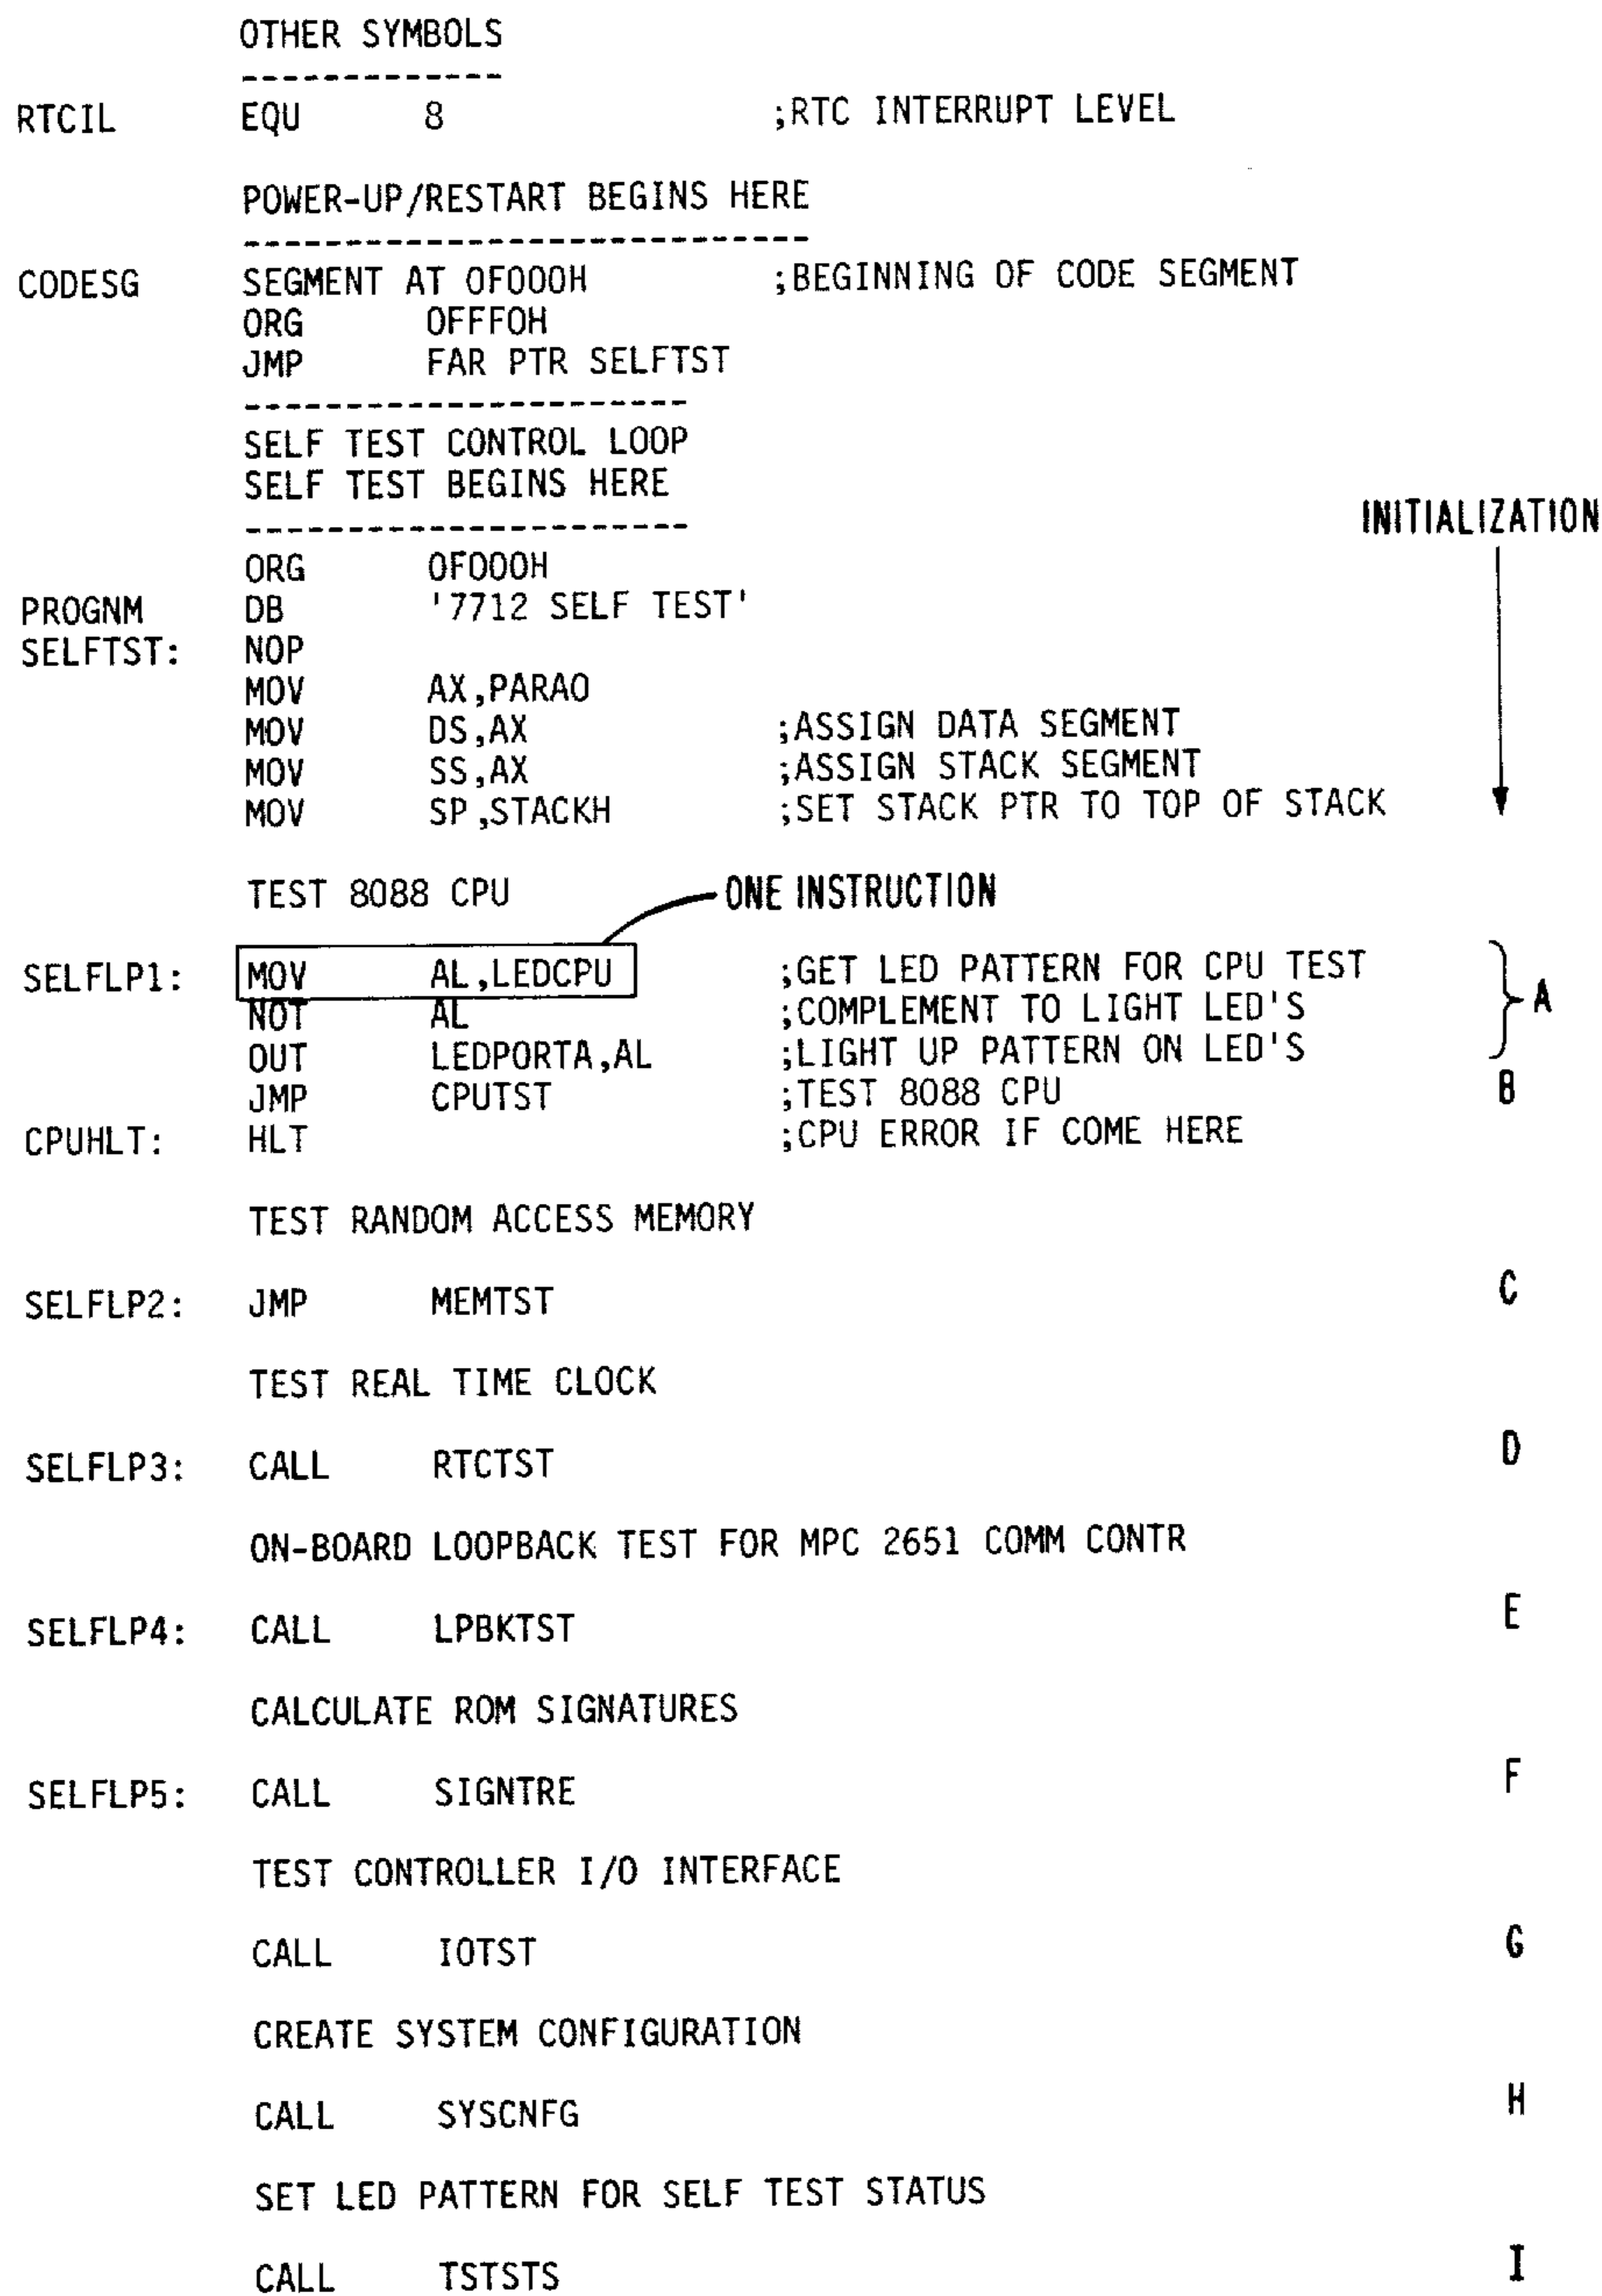 OTHER SYMBOLS
-------------
RTCIL EQU 8 ;RTC INTERRUPT LEVEL
POWER-UP/RESTART BEGINS HERE
----------------------------
CODESG SEGMENT AT 0F000H ;BEGINNING OF CODE SEGMENT
ORG 0FFF0H
JMP FAR PTR SELFTST
----------------------
SELF TEST CONTROL LOOP
SELF TEST BEGINS HERE
----------------------
INITIALIZATION
ORG 0F000H
PROGNM DB '7712 SELF TEST'
SELFTST: NOP
MOV AX,PARA0
MOV DS,AX ;ASSIGN DATA SEGMENT
MOV SS,AX ;ASSIGN STACK SEGMENT
MOV SP,STACKH ;SET STACK PTR TO TOP OF STACK
TEST 8088 CPU ONE INSTRUCTION
SELFLP1: MOV AL,LEDCPU ;GET LED PATTERN FOR CPU TEST
NOT AL ;COMPLEMENT TO LIGHT LED'S A
OUT LEDPORTA,AL ;LIGHT UP PATTERN ON LED'S
JMP CPUTST ;TEST 8088 CPU B
CPUHLT: HLT ;CPU ERROR IF COME HERE
TEST RANDOM ACCESS MEMORY
SELFLP2: JMP MEMTST C
TEST REAL TIME CLOCK
SELFLP3: CALL RTCTST D
ON-BOARD LOOPBACK TEST FOR MPC 2651 COMM CONTR
SELFLP4: CALL LPBKTST E
CALCULATE ROM SIGNATURES
SELFLP5: CALL SIGNTRE F
TEST CONTROLLER I/O INTERFACE
CALL IOTST G
CREATE SYSTEM CONFIGURATION
CALL SYSCNFG H
SET LED PATTERN FOR SELF TEST STATUS
CALL TSTSTS I